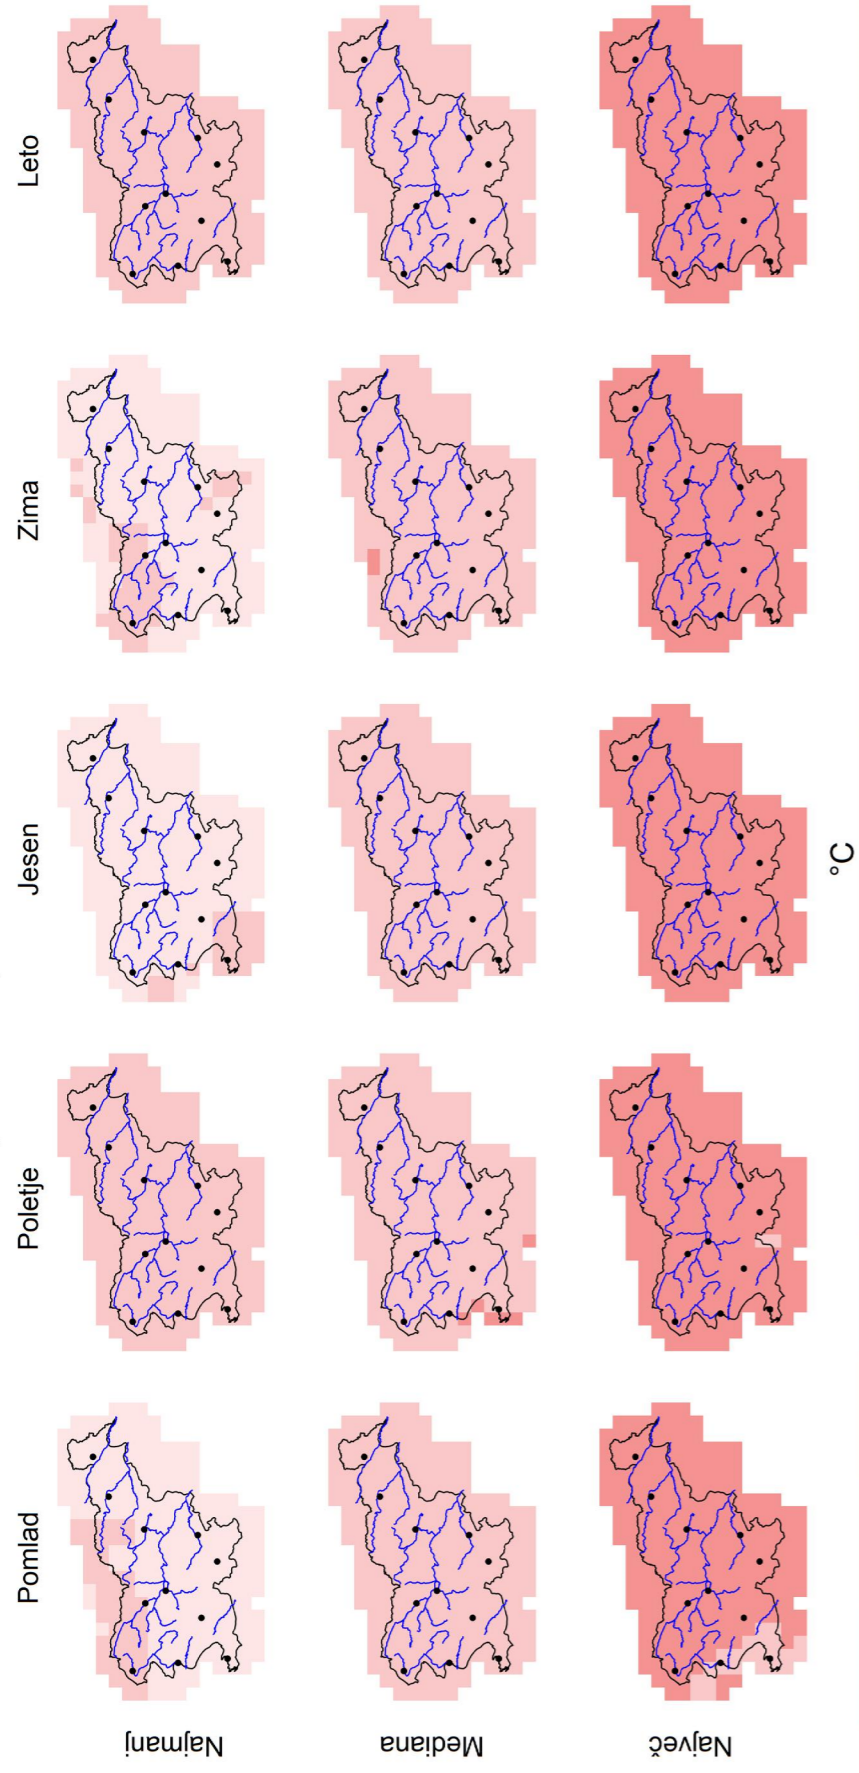 Pomlad
Poletje
Jesen
Zima
Leto
Najmanj
Mediana
Največ
°C